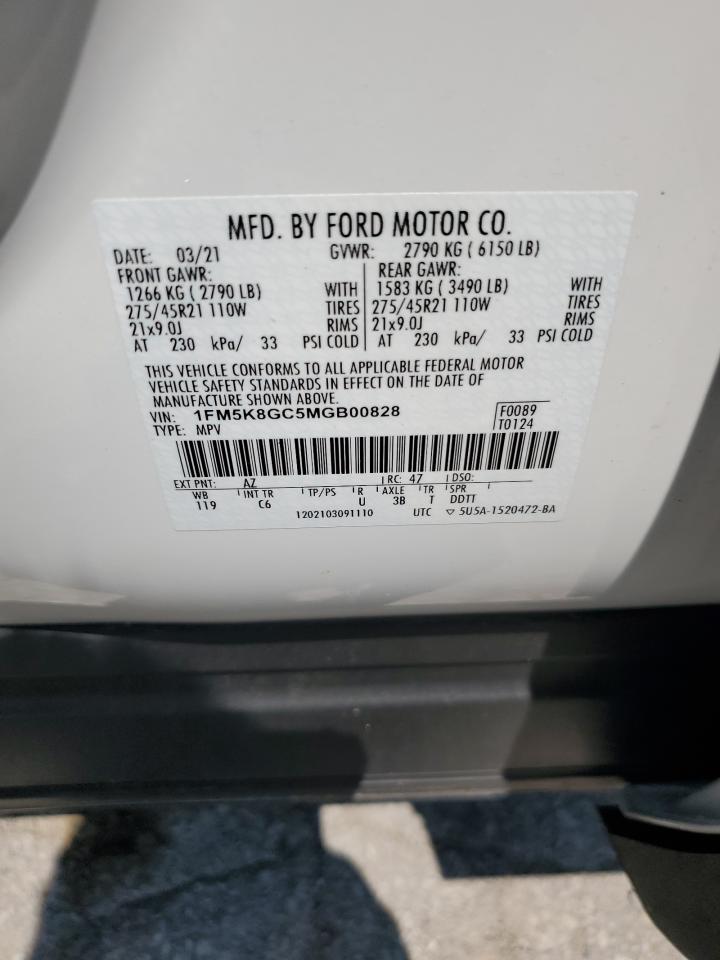 MFD. BY FORD MOTOR CO.
DATE: 03/21 GVWR: 2790 KG ( 6150 LB)
FRONT GAWR: REAR GAWR:
1266 KG ( 2790 LB) WITH 1583 KG ( 3490 LB) WITH
275/45R21 110W TIRES 275/45R21 110W TIRES
21x9.0J RIMS 21x9.0J RIMS
AT 230 kPa/ 33 PSI COLD AT 230 kPa/ 33 PSI COLD
THIS VEHICLE CONFORMS TO ALL APPLICABLE FEDERAL MOTOR
VEHICLE SAFETY STANDARDS IN EFFECT ON THE DATE OF
MANUFACTURE SHOWN ABOVE.
VIN: 1FM5K8GC5MGB00828 F0089
TYPE: MPV T0124
EXT PNT: AZ RC: 47 DSO:
WB INT TR TP/PS R AXLE TR SPR
119 C6 U 3B T DDTT
1202103091110 UTC ▽ 5U5A-1520472-BA